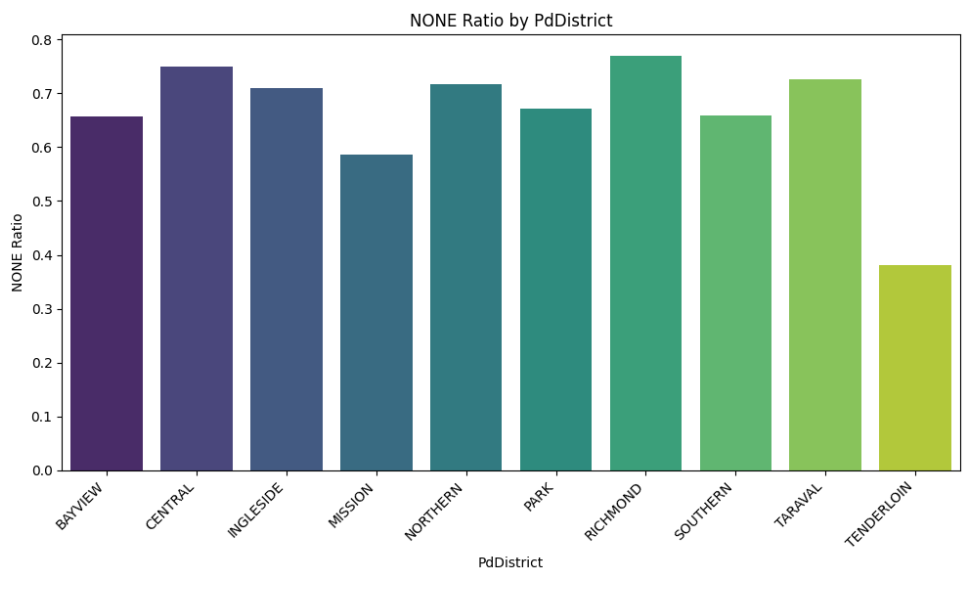 NONE Ratio by PdDistrict
NONE Ratio
0.8
0.7
0.6
0.5
0.4
0.3
0.2
0.1
0.0
BAYVIEW
CENTRAL
INGLESIDE
MISSION
NORTHERN
PARK
RICHMOND
SOUTHERN
TARAVAL
TENDERLOIN
PdDistrict